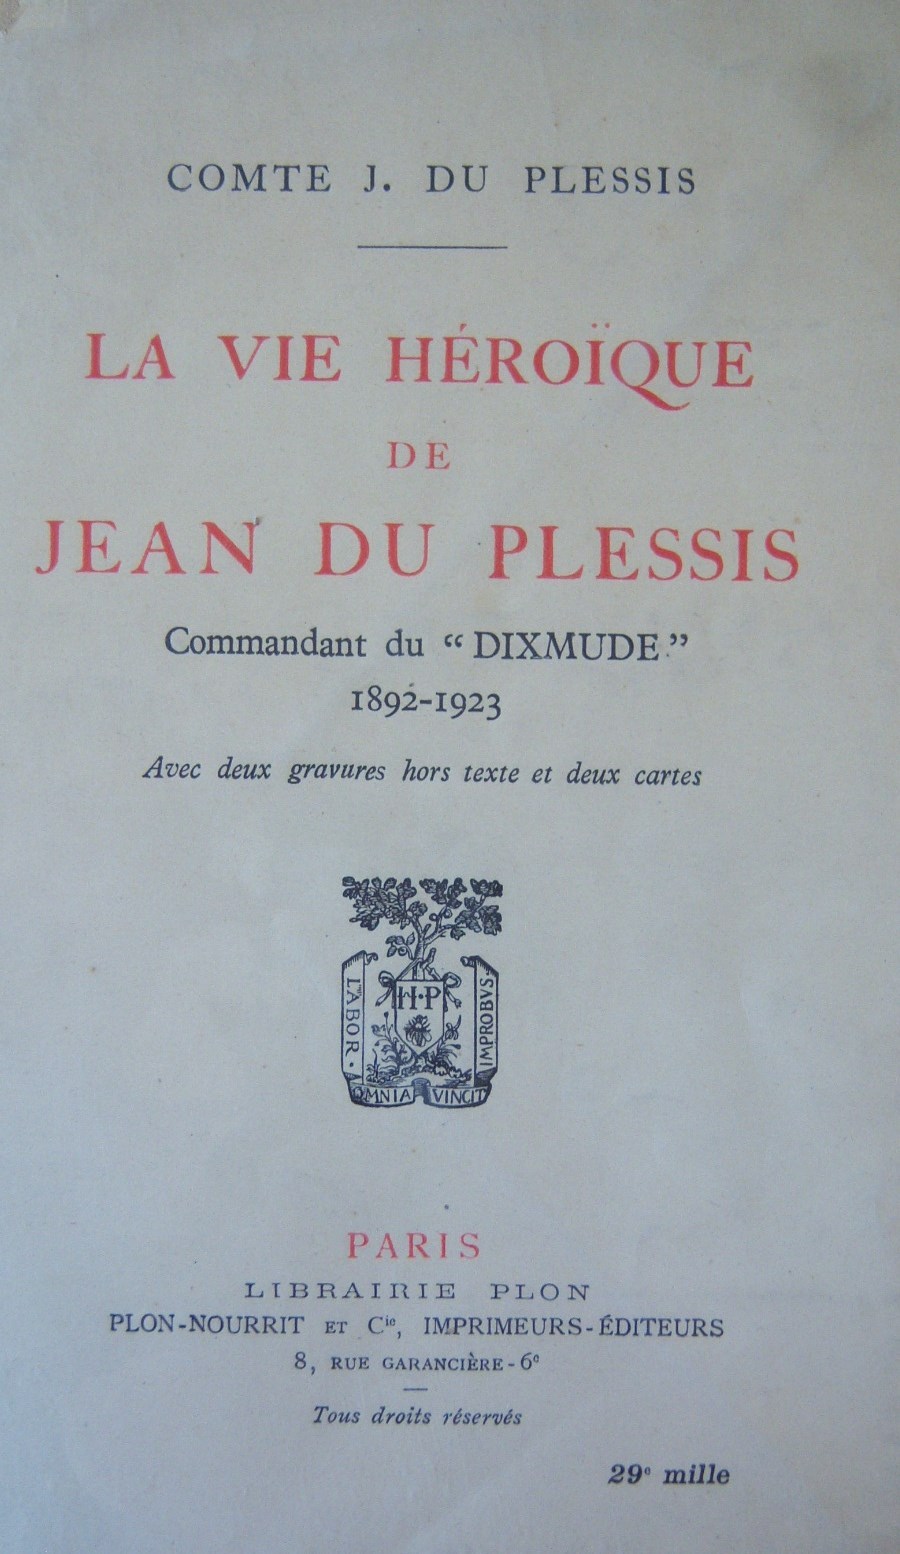 COMTE J. DU PLESSIS
LA VIE HÉROÏQUE
DE
JEAN DU PLESSIS
Commandant du “DIXMUDE”
1892-1923
Avec deux gravures hors texte et deux cartes
H·P
LABOR
IMPROBVS
OMNIA VINCIT
PARIS
LIBRAIRIE PLON
PLON-NOURRIT ET Cie, IMPRIMEURS-ÉDITEURS
8, RUE GARANCIÈRE-6e
Tous droits réservés
29e mille